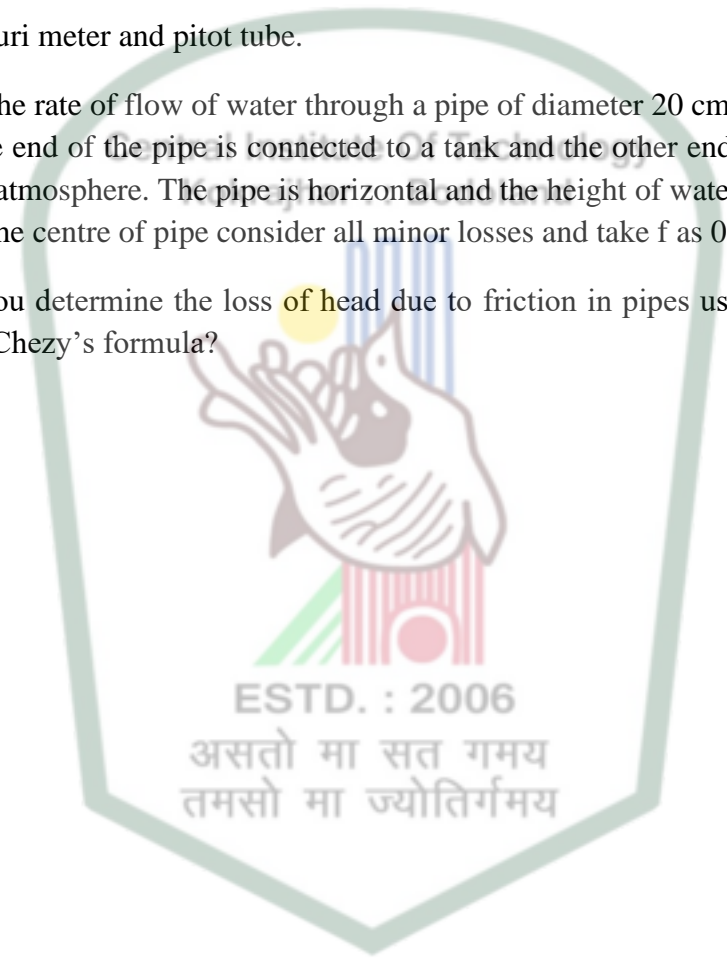 uri meter and pitot tube.
he rate of flow of water through a pipe of diameter 20 cm
e end of the pipe is connected to a tank and the other end
Central Institute Of Technology
atmosphere. The pipe is horizontal and the height of wate
Kokrajhar : : Bodoland
he centre of pipe consider all minor losses and take f as 0
ou determine the loss of head due to friction in pipes us
Chezy’s formula?
ESTD. : 2006
असतो मा सत गमय
तमसो मा ज्योतिर्गमय